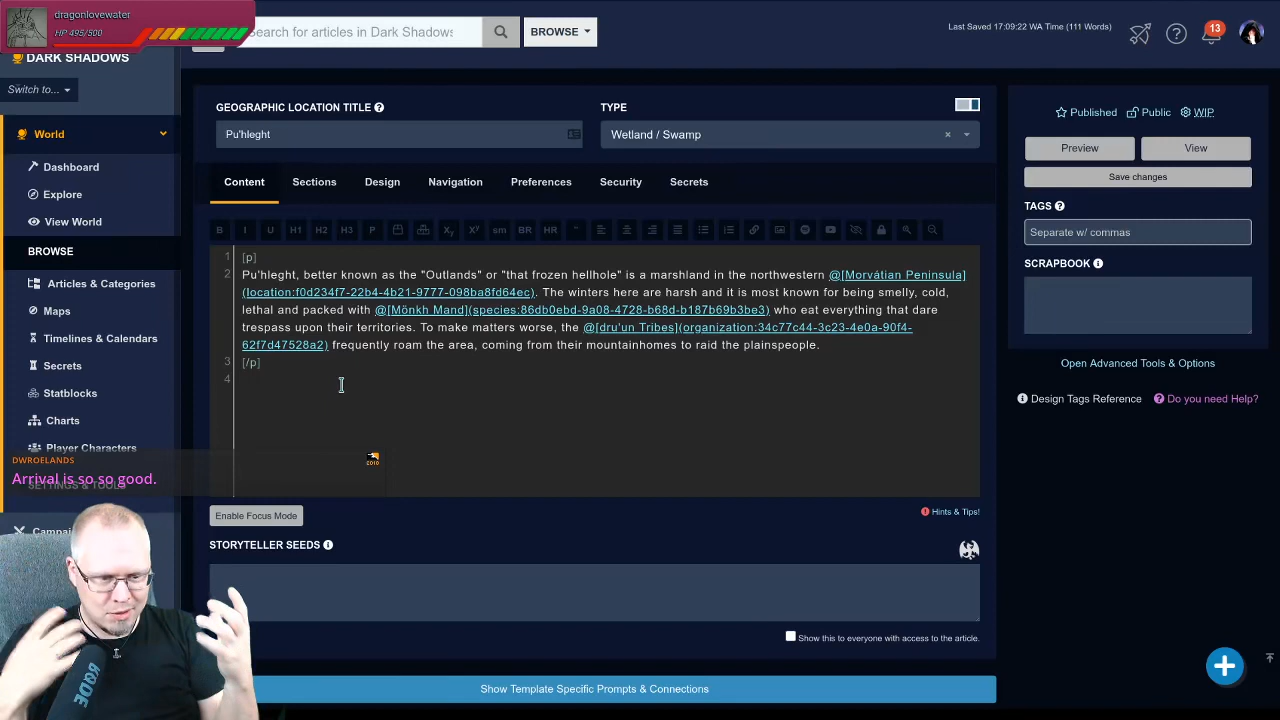 dragonlovewater
HP 495/500
Search for articles in Dark Shadows
BROWSE
Last Saved 17:09:22 WA Time (111 Words)
13
DARK SHADOWS
Switch to...
World
Dashboard
Explore
View World
BROWSE
Articles & Categories
Maps
Timelines & Calendars
Secrets
Statblocks
Charts
Player Characters
SETTINGS & TOOLS
DWROELANDS
Arrival is so so good.
GEOGRAPHIC LOCATION TITLE
Pu'hleght
TYPE
Wetland / Swamp
Content
Sections
Design
Navigation
Preferences
Security
Secrets
B I U H1 H2 H3 P Xy Xy sm BR HR
1 [p]
2 Pu'hleght, better known as the "Outlands" or "that frozen hellhole" is a marshland in the northwestern @[Morvátian Peninsula]
(location:f0d234f7-22b4-4b21-9777-098ba8fd64ec). The winters here are harsh and it is most known for being smelly, cold,
lethal and packed with @[Mönkh Mand](species:86db0ebd-9a08-4728-b68d-b187b69b3be3) who eat everything that dare
trespass upon their territories. To make matters worse, the @[dru'un Tribes](organization:34c77c44-3c23-4e0a-90f4-
62f7d47528a2) frequently roam the area, coming from their mountainhomes to raid the plainspeople.
3 [/p]
4
Enable Focus Mode
Hints & Tips!
STORYTELLER SEEDS
Show this to everyone with access to the article.
Show Template Specific Prompts & Connections
Published
Public
WIP
Preview
View
Save changes
TAGS
Separate w/ commas
SCRAPBOOK
Open Advanced Tools & Options
Design Tags Reference
Do you need Help?